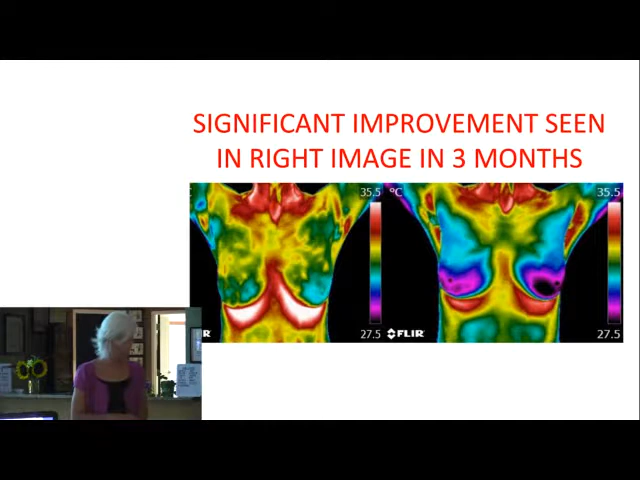 SIGNIFICANT IMPROVEMENT SEEN
IN RIGHT IMAGE IN 3 MONTHS
35.5 °C 35.5
R 27.5 FLIR 27.5